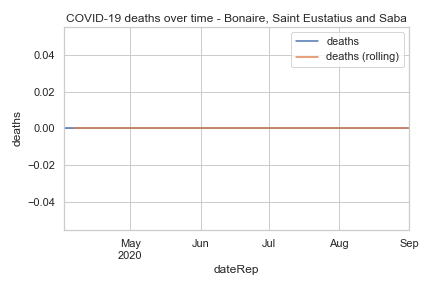 COVID-19 deaths over time - Bonaire, Saint Eustatius and Saba
deaths
deaths (rolling)
0.04
0.02
0.00
−0.02
−0.04
deaths
May Jun Jul Aug Sep
2020
dateRep